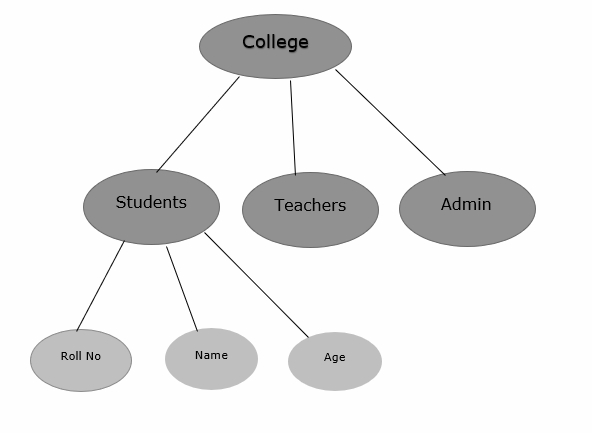 College
Students
Teachers
Admin
Roll No
Name
Age